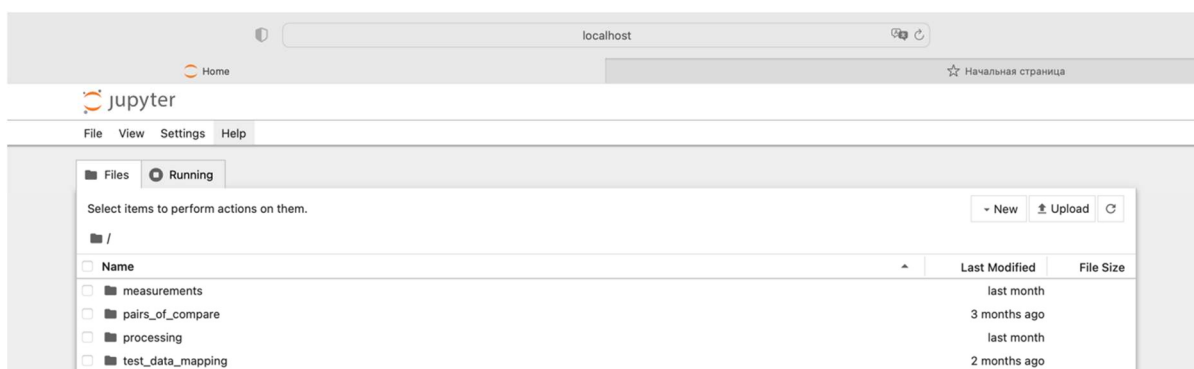 localhost
Home
Начальная страница
jupyter
File View Settings Help
Files Running
Select items to perform actions on them.
New Upload
/
Name Last Modified File Size
measurements last month
pairs_of_compare 3 months ago
processing last month
test_data_mapping 2 months ago